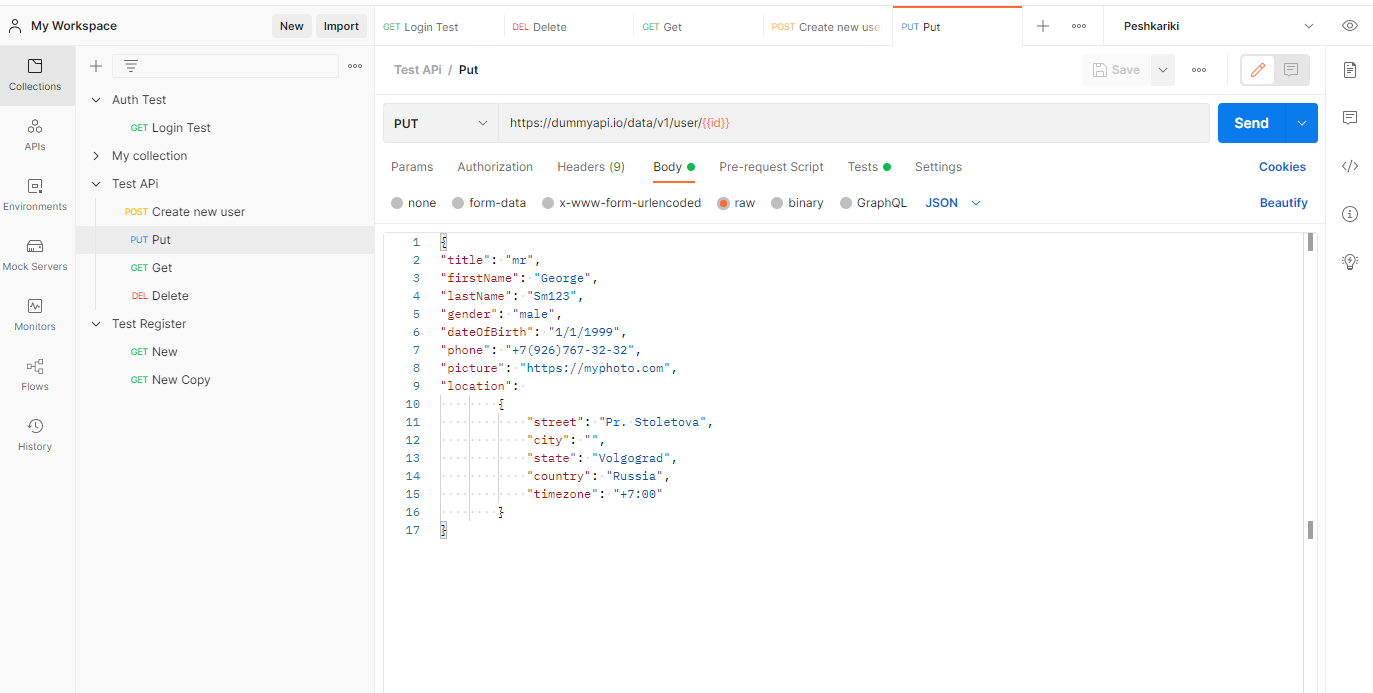 My Workspace New Import
GET Login Test DEL Delete GET Get POST Create new use PUT Put Peshkariki
Collections
APIs
Environments
Mock Servers
Monitors
Flows
History
Auth Test
GET Login Test
My collection
Test APi
POST Create new user
PUT Put
GET Get
DEL Delete
Test Register
GET New
GET New Copy
Test APi / Put Save
PUT https://dummyapi.io/data/v1/user/{{id}} Send
Params Authorization Headers (9) Body Pre-request Script Tests Settings Cookies
none form-data x-www-form-urlencoded raw binary GraphQL JSON Beautify
1 {
2 "title": "mr",
3 "firstName": "George",
4 "lastName": "Sm123",
5 "gender": "male",
6 "dateOfBirth": "1/1/1999",
7 "phone": "+7(926)767-32-32",
8 "picture": "https://myphoto.com",
9 "location":
10 {
11 "street": "Pr. Stoletova",
12 "city": "",
13 "state": "Volgograd",
14 "country": "Russia",
15 "timezone": "+7:00"
16 }
17 }